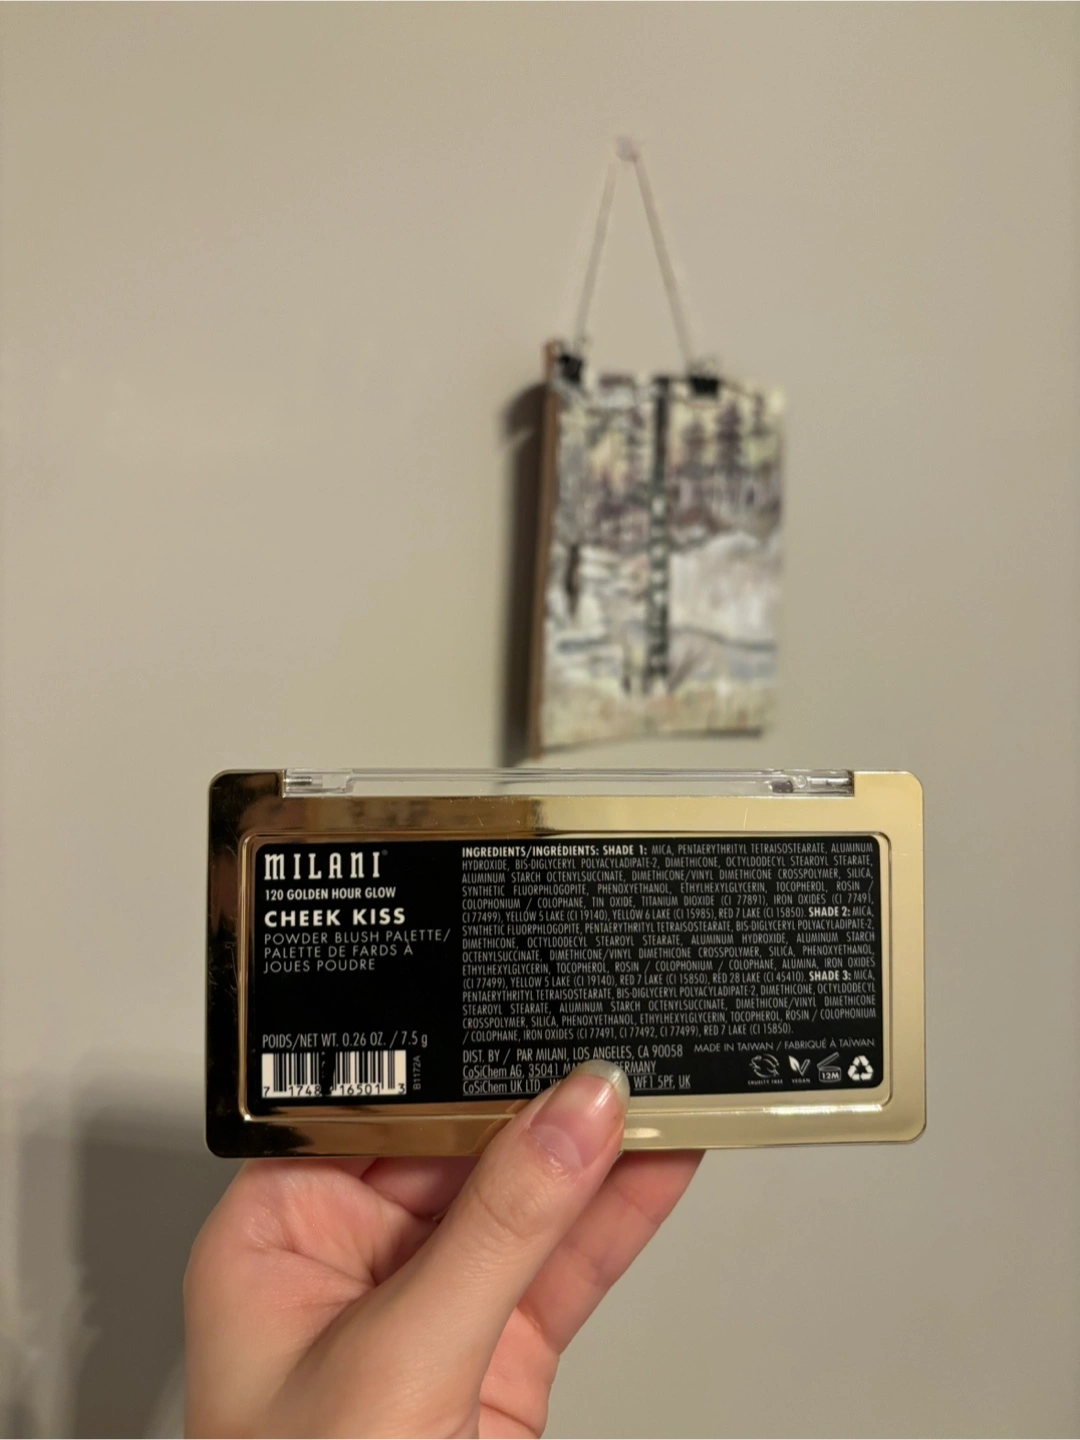 MILANI®
120 GOLDEN HOUR GLOW
CHEEK KISS
POWDER BLUSH PALETTE/
PALETTE DE FARDS À
JOUES POUDRE
POIDS/NET WT. 0.26 OZ. / 7.5 g
7 17489 16501 3
B1172A
INGREDIENTS/INGRÉDIENTS: SHADE 1: MICA, PENTAERYTHRITYL TETRAISOSTEARATE, ALUMINUM
HYDROXIDE, BIS-DIGLYCERYL POLYACYLADIPATE-2, DIMETHICONE, OCTYLDODECYL STEAROYL STEARATE,
ALUMINUM STARCH OCTENYLSUCCINATE, DIMETHICONE/VINYL DIMETHICONE CROSSPOLYMER, SILICA,
SYNTHETIC FLUORPHLOGOPITE, PHENOXYETHANOL, ETHYLHEXYLGLYCERIN, TOCOPHEROL, ROSIN /
COLOPHONIUM / COLOPHANE, TIN OXIDE, TITANIUM DIOXIDE (CI 77891), IRON OXIDES (CI 77491,
CI 77499), YELLOW 5 LAKE (CI 19140), YELLOW 6 LAKE (CI 15985), RED 7 LAKE (CI 15850). SHADE 2: MICA,
SYNTHETIC FLUORPHLOGOPITE, PENTAERYTHRITYL TETRAISOSTEARATE, BIS-DIGLYCERYL POLYACYLADIPATE-2,
DIMETHICONE, OCTYLDODECYL STEAROYL STEARATE, ALUMINUM HYDROXIDE, ALUMINUM STARCH
OCTENYLSUCCINATE, DIMETHICONE/VINYL DIMETHICONE CROSSPOLYMER, SILICA, PHENOXYETHANOL,
ETHYLHEXYLGLYCERIN, TOCOPHEROL, ROSIN / COLOPHONIUM / COLOPHANE, ALUMINA, IRON OXIDES
(CI 77499), YELLOW 5 LAKE (CI 19140), RED 7 LAKE (CI 15850), RED 28 LAKE (CI 45410). SHADE 3: MICA,
PENTAERYTHRITYL TETRAISOSTEARATE, BIS-DIGLYCERYL POLYACYLADIPATE-2, DIMETHICONE, OCTYLDODECYL
STEAROYL STEARATE, ALUMINUM STARCH OCTENYLSUCCINATE, DIMETHICONE/VINYL DIMETHICONE
CROSSPOLYMER, SILICA, PHENOXYETHANOL, ETHYLHEXYLGLYCERIN, TOCOPHEROL, ROSIN / COLOPHONIUM
/ COLOPHANE, IRON OXIDES (CI 77491, CI 77492, CI 77499), RED 7 LAKE (CI 15850).
DIST. BY / PAR MILANI, LOS ANGELES, CA 90058 MADE IN TAIWAN / FABRIQUÉ À TAÏWAN
CoSiChem AG, 35041 GERMANY
CoSiChem UK LTD, WF1 5PF, UK
CRUELTY FREE
VEGAN
12M